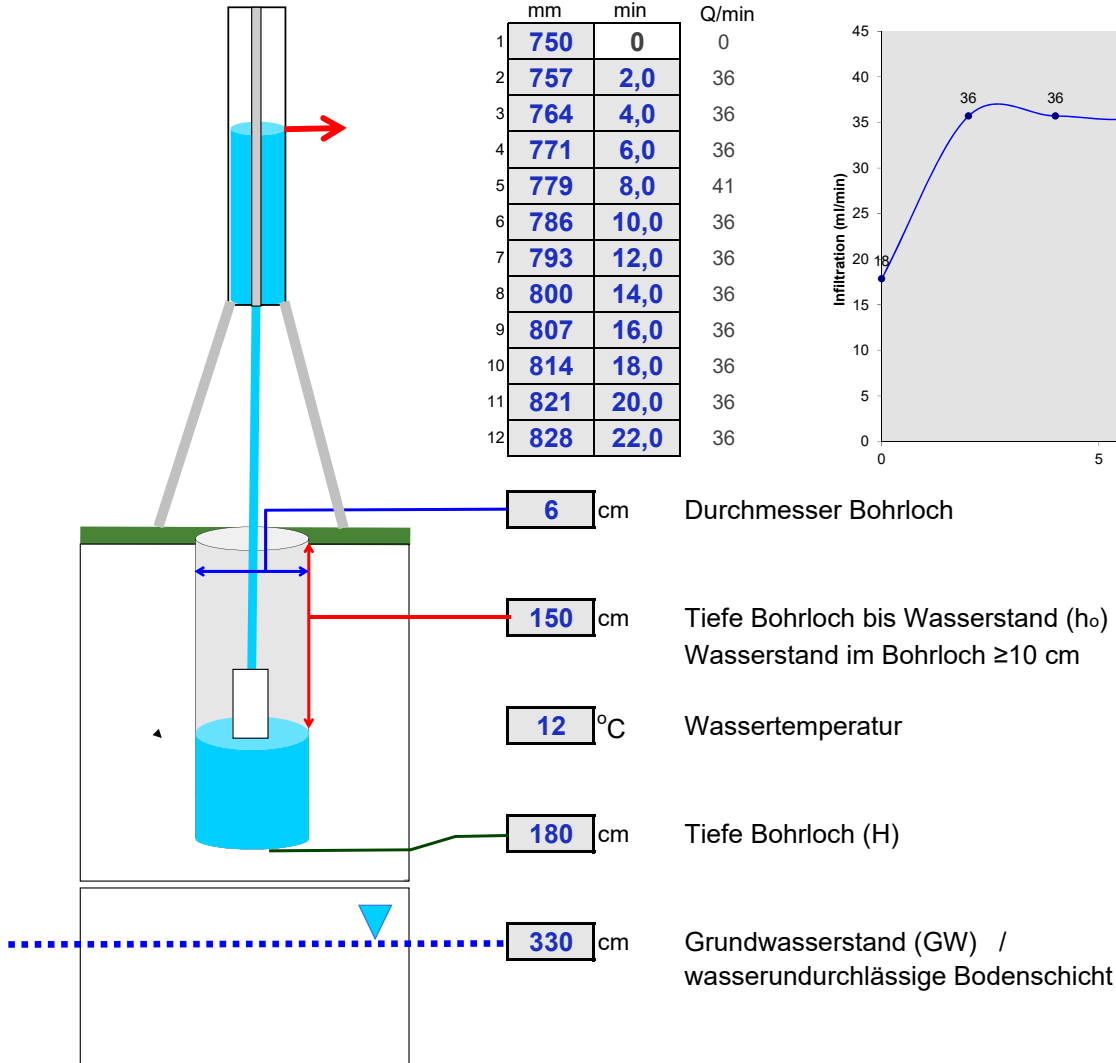 mm min Q/min
1 750 0 0
2 757 2,0 36
3 764 4,0 36
4 771 6,0 36
5 779 8,0 41
6 786 10,0 36
7 793 12,0 36
8 800 14,0 36
9 807 16,0 36
10 814 18,0 36
11 821 20,0 36
12 828 22,0 36
Infiltration (ml/min)
45
40
35
30
25
20
15
10
5
0
18
36
36
0 5
6 cm Durchmesser Bohrloch
150 cm Tiefe Bohrloch bis Wasserstand (ho)
Wasserstand im Bohrloch ≥10 cm
12 °C Wassertemperatur
180 cm Tiefe Bohrloch (H)
330 cm Grundwasserstand (GW) /
wasserundurchlässige Bodenschicht